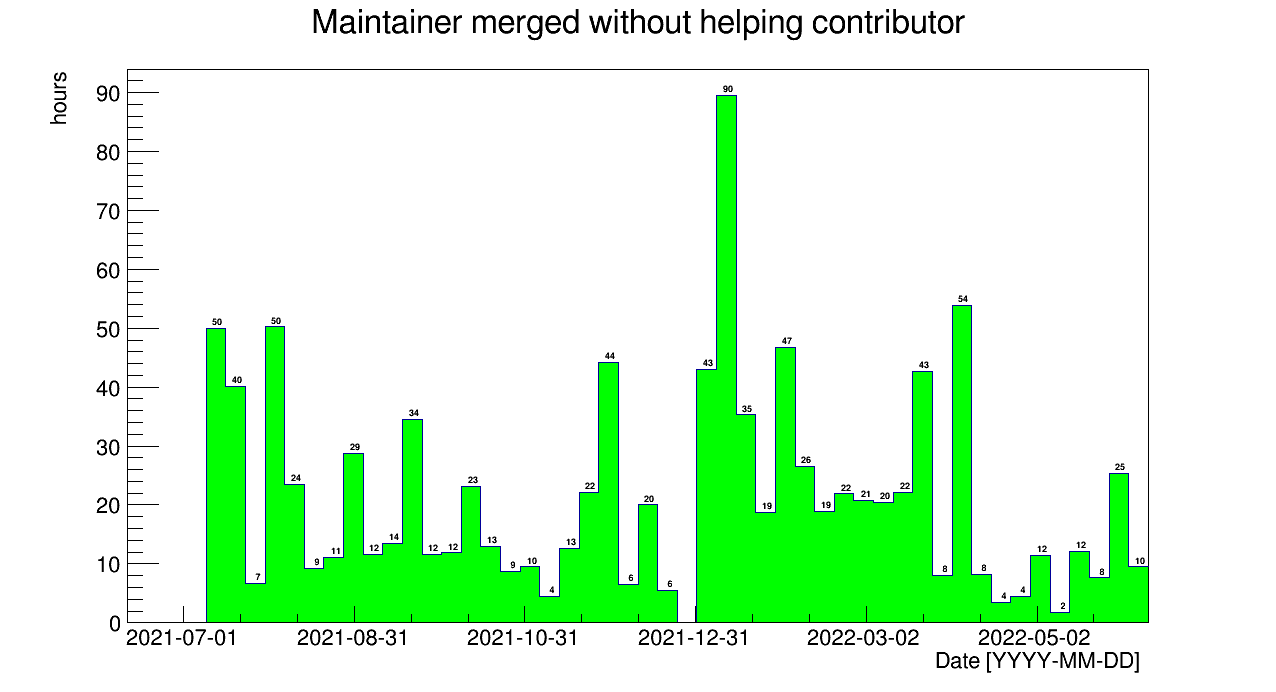 Maintainer merged without helping contributor
hours
90
80
70
60
50
40
30
20
10
0
50 40 7 50 24 9 11 29 12 14 34 12 12 23 13 9 10 4 13 22 44 6 20 6 43 90 35 19 47 26 19 22 21 20 22 43 8 54 8 4 4 12 2 12 8 25 10
2021-07-01 2021-08-31 2021-10-31 2021-12-31 2022-03-02 2022-05-02
Date [YYYY-MM-DD]